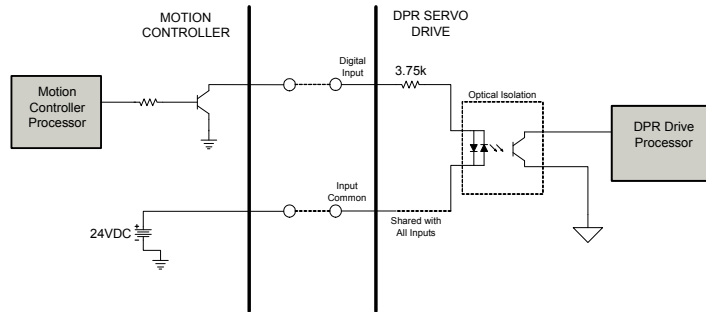 MOTION
CONTROLLER
DPR SERVO
DRIVE
Motion
Controller
Processor
Digital
Input
3.75k
Optical Isolation
DPR Drive
Processor
Input
Common
Shared with
All Inputs
24VDC
+
-